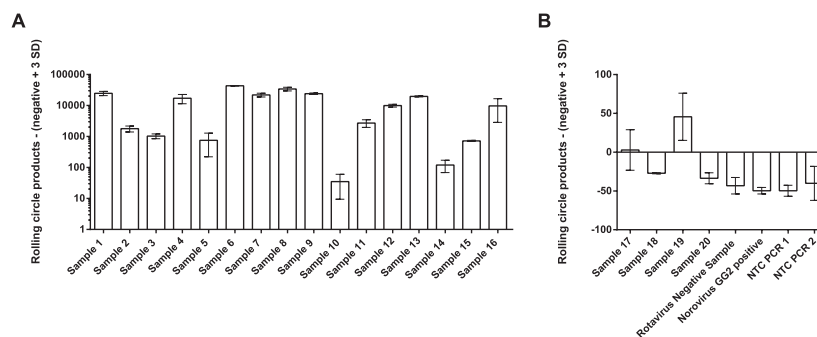 A
Rolling circle products - (negative + 3 SD)
100000
10000
1000
100
10
1
Sample 1
Sample 2
Sample 3
Sample 4
Sample 5
Sample 6
Sample 7
Sample 8
Sample 9
Sample 10
Sample 11
Sample 12
Sample 13
Sample 14
Sample 15
Sample 16
B
Rolling circle products - (negative + 3 SD)
100
50
0
-50
-100
Sample 17
Sample 18
Sample 19
Sample 20
Rotavirus Negative Sample
Norovirus GG2 positive
NTC PCR 1
NTC PCR 2